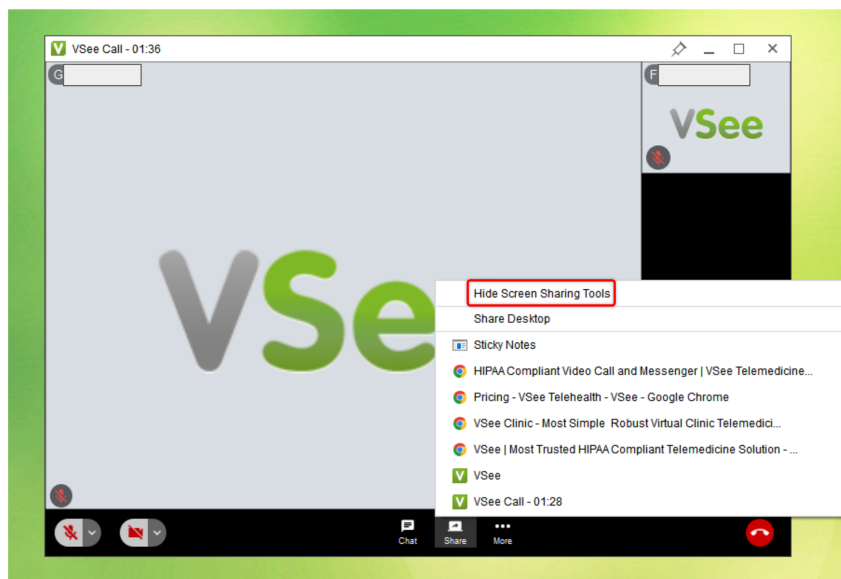 VSee Call - 01:36
G
F
VSee
VSee
Hide Screen Sharing Tools
Share Desktop
Sticky Notes
HIPAA Compliant Video Call and Messenger | VSee Telemedicine...
Pricing - VSee Telehealth - VSee - Google Chrome
VSee Clinic - Most Simple Robust Virtual Clinic Telemedici...
VSee | Most Trusted HIPAA Compliant Telemedicine Solution - ...
VSee
VSee Call - 01:28
Chat Share More